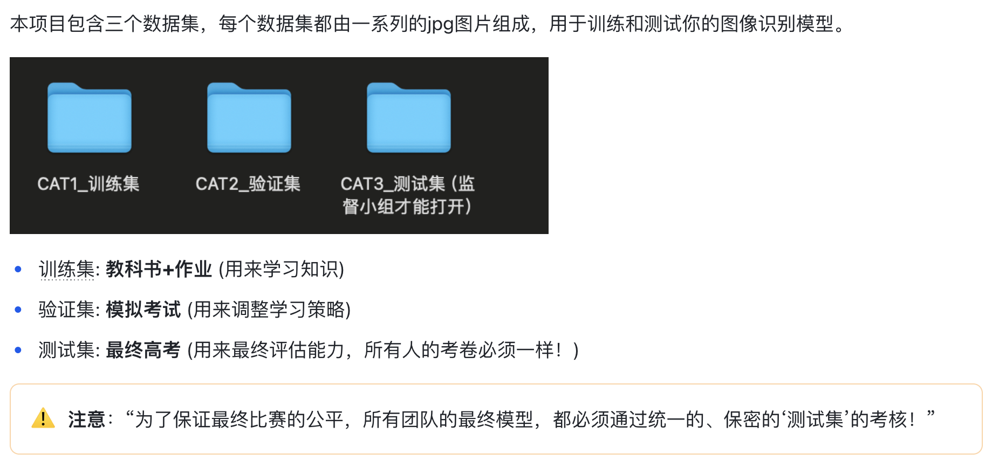 本项目包含三个数据集，每个数据集都由一系列的jpg图片组成，用于训练和测试你的图像识别模型。
CAT1_训练集
CAT2_验证集
CAT3_测试集（监
督小组才能打开）
训练集: 教科书+作业 (用来学习知识)
验证集: 模拟考试 (用来调整学习策略)
测试集: 最终高考 (用来最终评估能力，所有人的考卷必须一样！)
注意：“为了保证最终比赛的公平，所有团队的最终模型，都必须通过统一的、保密的‘测试集’的考核！”